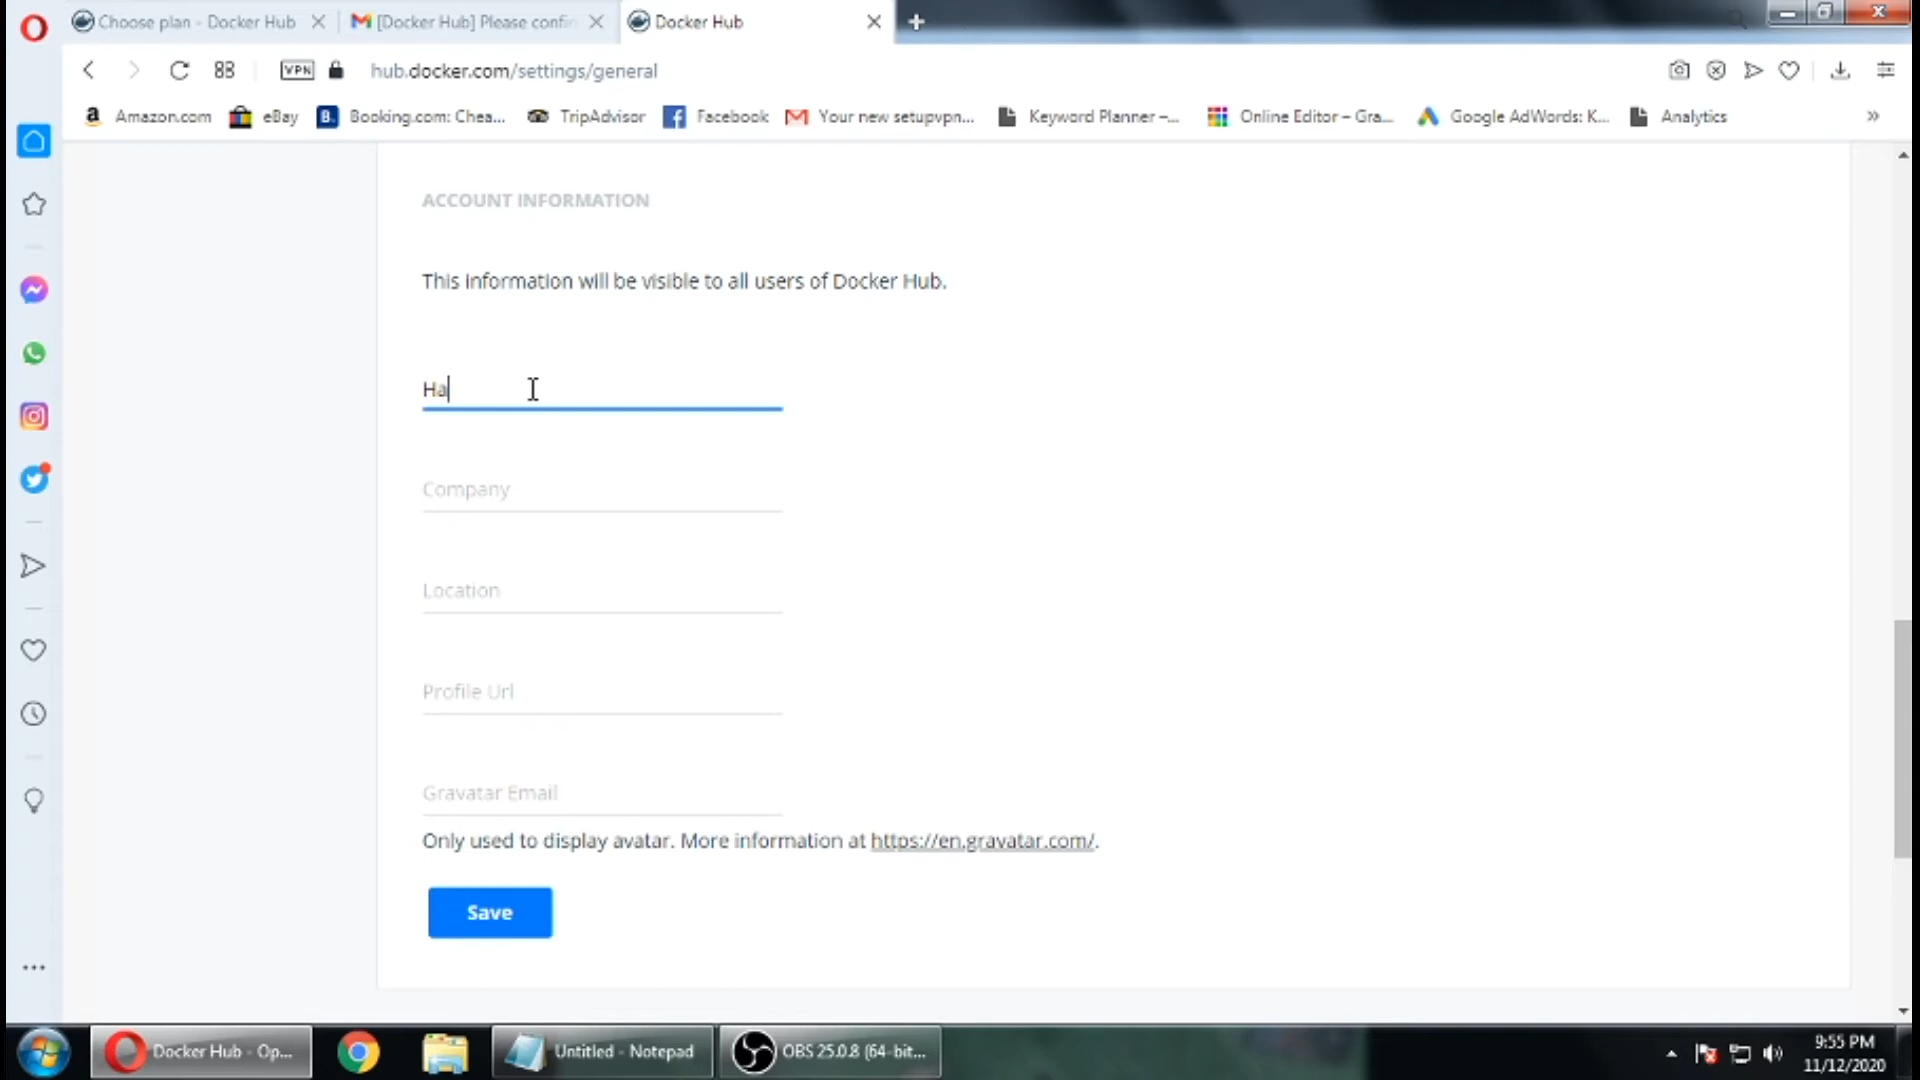 Choose plan - Docker Hub
[Docker Hub] Please confir
Docker Hub
VPN
hub.docker.com/settings/general
Amazon.com
eBay
Booking.com: Chea...
TripAdvisor
Facebook
Your new setupvpn...
Keyword Planner –...
Online Editor – Gra...
Google AdWords: K...
Analytics
»
ACCOUNT INFORMATION
This information will be visible to all users of Docker Hub.
Ha
Company
Location
Profile Url
Gravatar Email
Only used to display avatar. More information at https://en.gravatar.com/.
Save
Docker Hub - Op...
Untitled - Notepad
OBS 25.0.8 (64-bit...
9:55 PM
11/12/2020